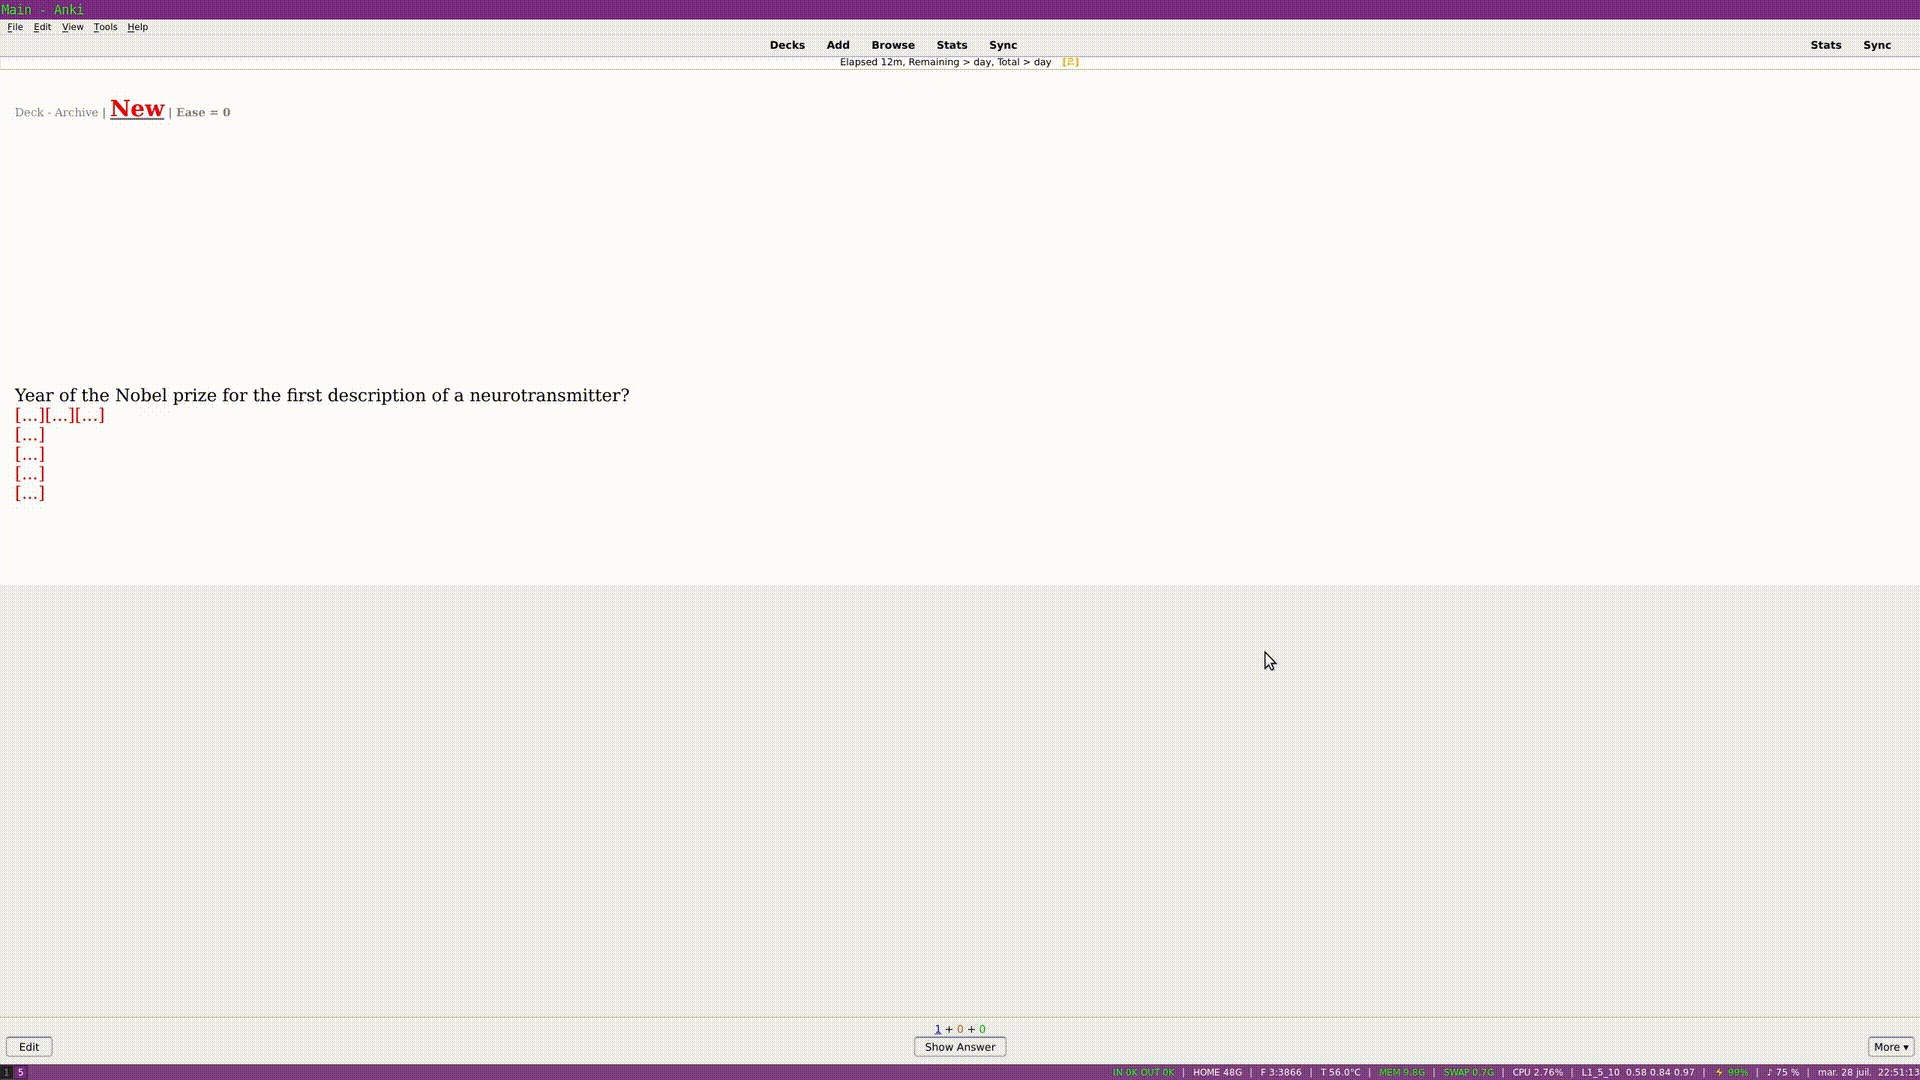 Main - Anki
File Edit View Tools Help
Decks Add Browse Stats Sync Stats Sync
Elapsed 12m, Remaining > day, Total > day
Deck - Archive | New | Ease = 0
Year of the Nobel prize for the first description of a neurotransmitter?
[...][...][...]
[...]
[...]
[...]
[...]
1 + 0 + 0
Edit Show Answer More ▾
1 5 IN 0K OUT 0K | HOME 48G | F 3:3866 | T 56.0°C | MEM 9.8G | SWAP 0.7G | CPU 2.76% | L1_5_10 0.58 0.84 0.97 | ⚡ 99% | ♪ 75 % | mar. 28 juil. 22:51:13